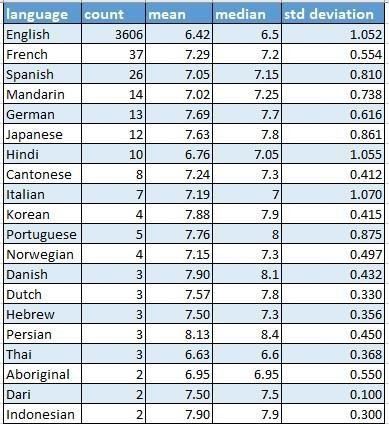 language count mean median std deviation
English 3606 6.42 6.5 1.052
French 37 7.29 7.2 0.554
Spanish 26 7.05 7.15 0.810
Mandarin 14 7.02 7.25 0.738
German 13 7.69 7.7 0.616
Japanese 12 7.63 7.8 0.861
Hindi 10 6.76 7.05 1.055
Cantonese 8 7.24 7.3 0.412
Italian 7 7.19 7 1.070
Korean 4 7.88 7.9 0.415
Portuguese 5 7.76 8 0.875
Norwegian 4 7.15 7.3 0.497
Danish 3 7.90 8.1 0.432
Dutch 3 7.57 7.8 0.330
Hebrew 3 7.50 7.3 0.356
Persian 3 8.13 8.4 0.450
Thai 3 6.63 6.6 0.368
Aboriginal 2 6.95 6.95 0.550
Dari 2 7.50 7.5 0.100
Indonesian 2 7.90 7.9 0.300